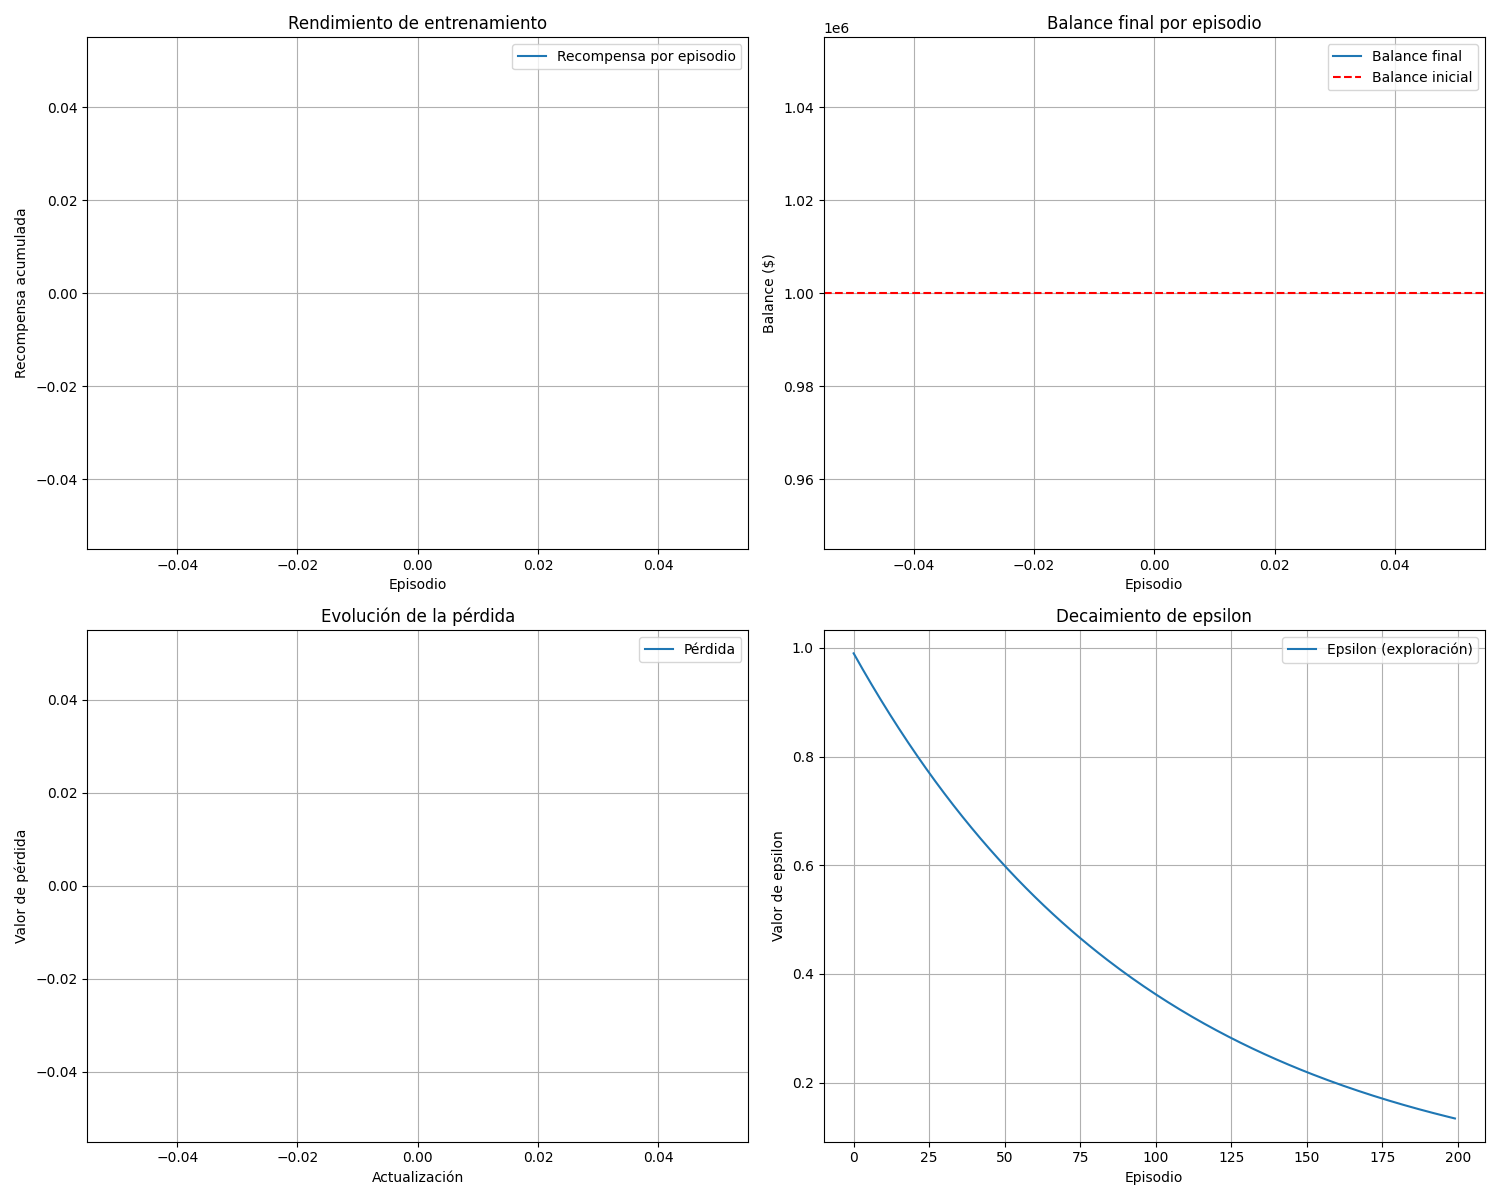 Rendimiento de entrenamiento
Recompensa por episodio
0.04
0.02
0.00
−0.02
−0.04
Recompensa acumulada
−0.04 −0.02 0.00 0.02 0.04
Episodio
Balance final por episodio
1e6
Balance final
Balance inicial
1.04
1.02
1.00
0.98
0.96
Balance ($)
−0.04 −0.02 0.00 0.02 0.04
Episodio
Evolución de la pérdida
Pérdida
0.04
0.02
0.00
−0.02
−0.04
Valor de pérdida
−0.04 −0.02 0.00 0.02 0.04
Actualización
Decaimiento de epsilon
Epsilon (exploración)
1.0
0.8
0.6
0.4
0.2
Valor de epsilon
0 25 50 75 100 125 150 175 200
Episodio